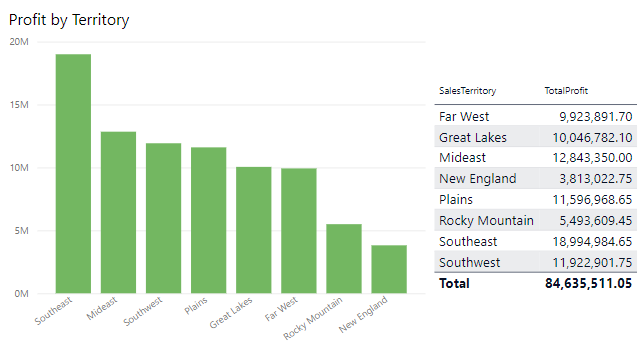 Profit by Territory
20M
15M
10M
5M
0M
Southeast
Mideast
Southwest
Plains
Great Lakes
Far West
Rocky Mountain
New England
SalesTerritory TotalProfit
Far West 9,923,891.70
Great Lakes 10,046,782.10
Mideast 12,843,350.00
New England 3,813,022.75
Plains 11,596,968.65
Rocky Mountain 5,493,609.45
Southeast 18,994,984.65
Southwest 11,922,901.75
Total 84,635,511.05